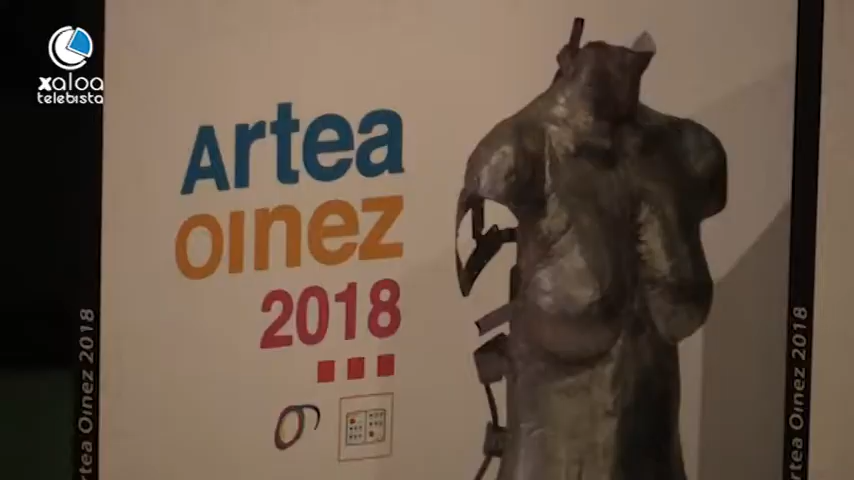 xaloa
telebista
Artea
Oinez
2018
Artea Oinez 2018
Artea Oinez 2018